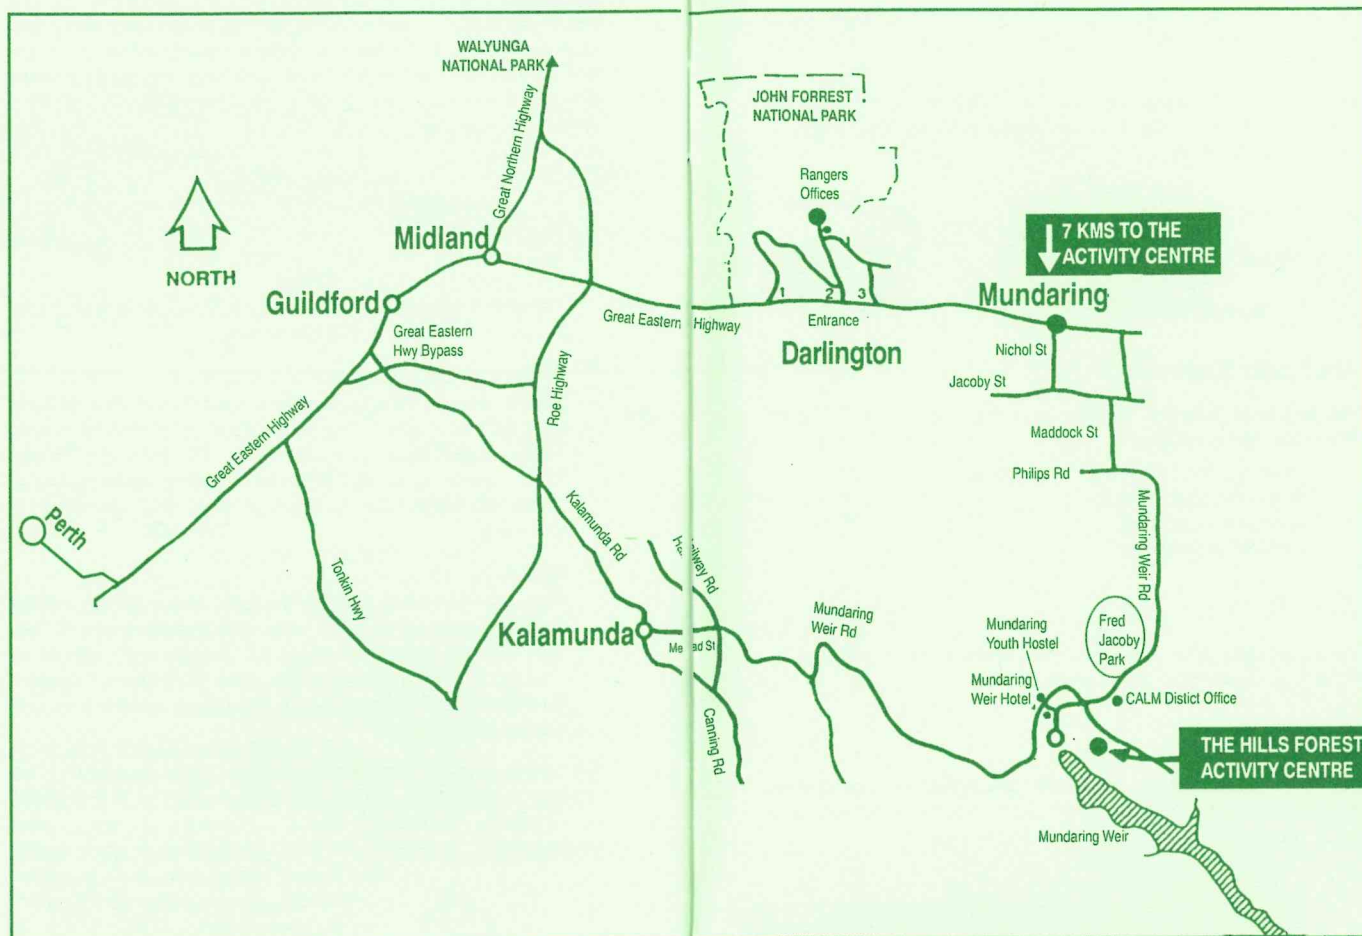 WALYUNGA
NATIONAL PARK
JOHN FORREST
NATIONAL PARK
Great Northern Highway
Rangers
Offices
NORTH
Midland
7 KMS TO THE
ACTIVITY CENTRE
Guildford
Great Eastern
Hwy Bypass
Great Eastern Highway
1
2
3
Entrance
Darlington
Mundaring
Nichol St
Jacoby St
Maddock St
Philips Rd
Roe Highway
Great Eastern Highway
Perth
Tonkin Hwy
Kalamunda Rd
Kalamunda
Canning Rd
Mundaring
Weir Rd
Mundaring Weir Rd
Fred
Jacoby
Park
Mundaring
Youth Hostel
Mundaring
Weir Hotel
CALM Distict Office
THE HILLS FOREST
ACTIVITY CENTRE
Mundaring Weir